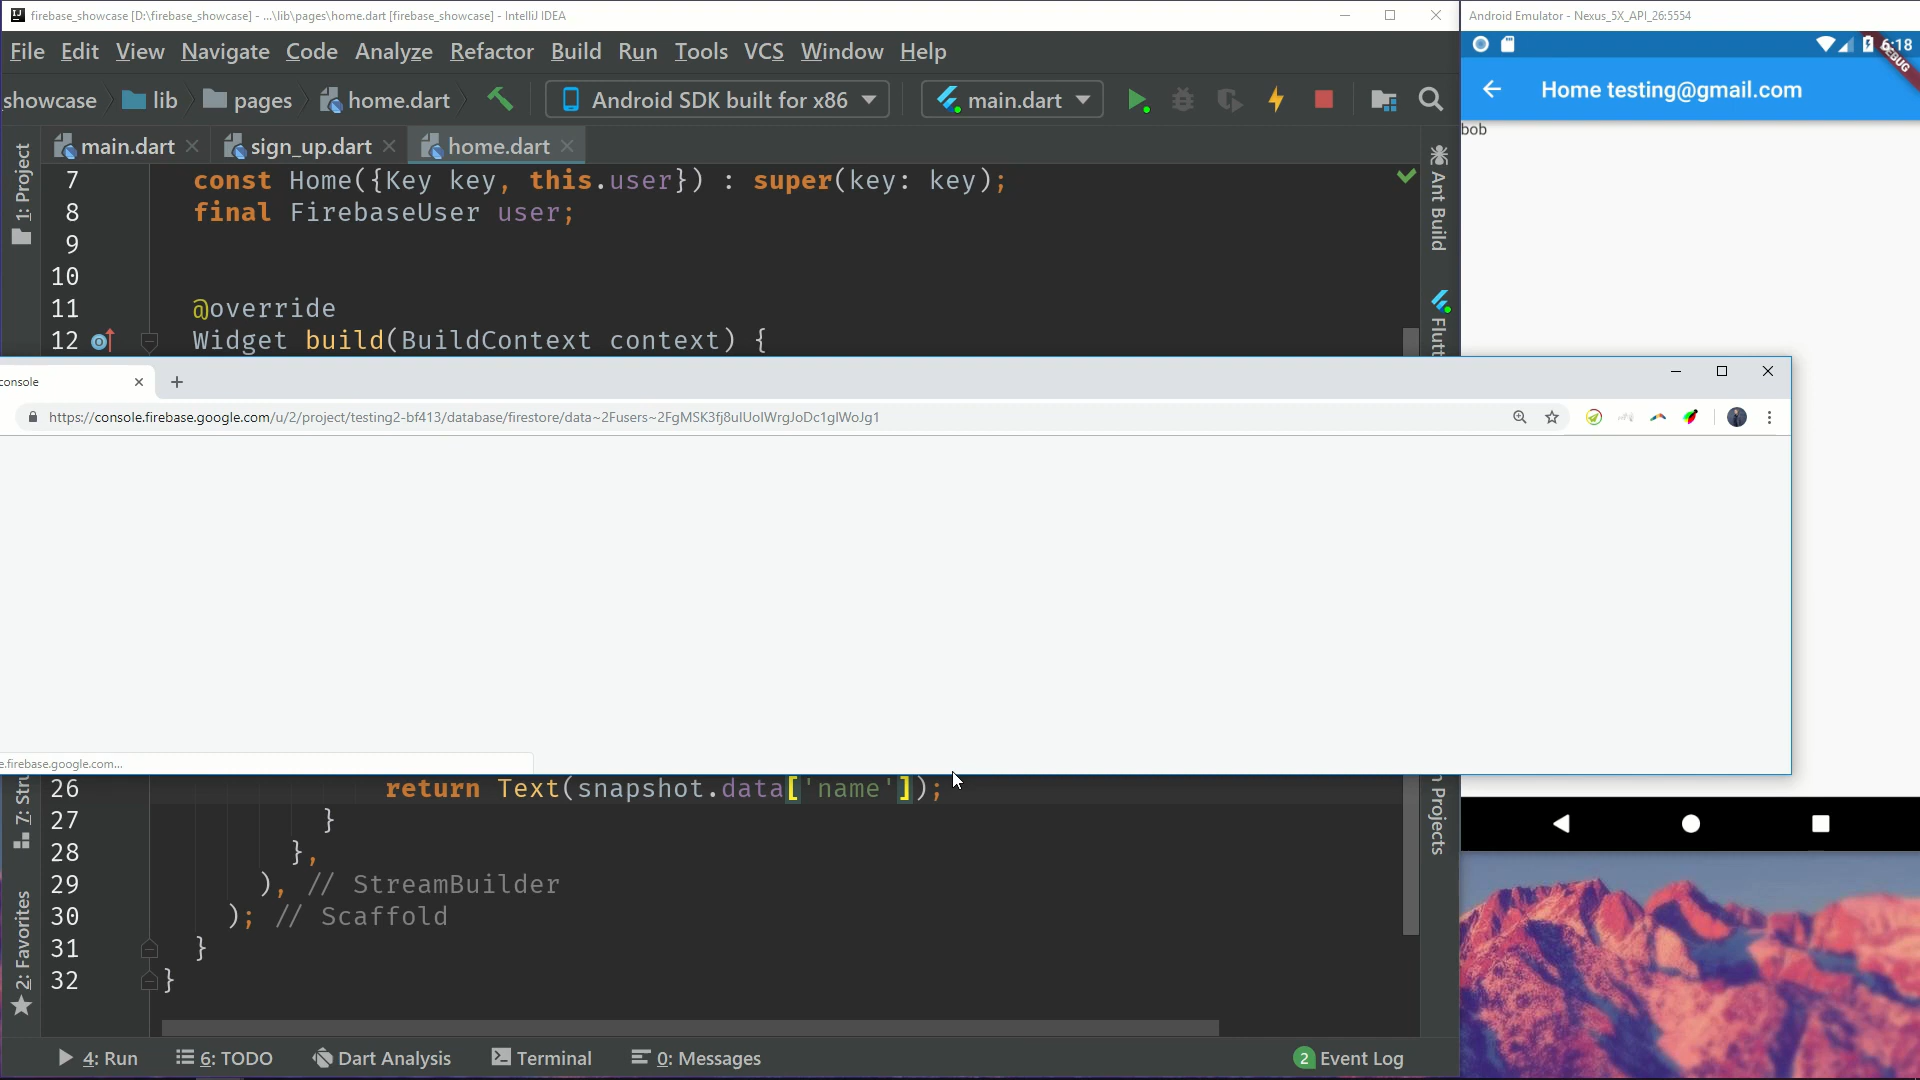 firebase_showcase [D:\firebase_showcase] - ...\lib\pages\home.dart [firebase_showcase] - IntelliJ IDEA
File Edit View Navigate Code Analyze Refactor Build Run Tools VCS Window Help
showcase lib pages home.dart Android SDK built for x86 main.dart
main.dart sign_up.dart home.dart
1: Project
7 const Home({Key key, this.user}) : super(key: key);
8 final FirebaseUser user;
9
10
11 @override
12 Widget build(BuildContext context) {
Ant Build
Flutt
console
https://console.firebase.google.com/u/2/project/testing2-bf413/database/firestore/data~2Fusers~2FgMSK3fj8uIUoIWrgJoDc1gIWoJg1
e.firebase.google.com...
26 return Text(snapshot.data['name']);
27 }
28 },
29 ), // StreamBuilder
30 ); // Scaffold
31 }
32 }
7: Stru
2: Favorites
n Projects
4: Run 6: TODO Dart Analysis Terminal 0: Messages 2 Event Log
Android Emulator - Nexus_5X_API_26:5554
6:18
DEBUG
Home testing@gmail.com
bob